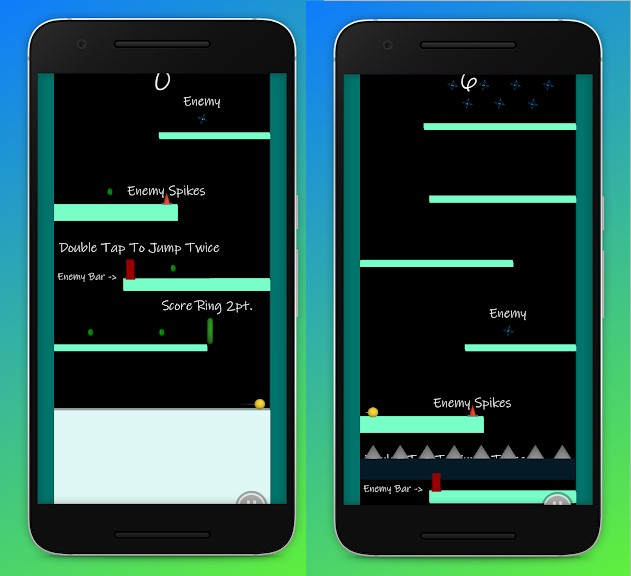 0
Enemy
Enemy Spikes
Double Tap To Jump Twice
Enemy Bar ->
Score Ring 2pt.
6
Enemy
Enemy Spikes
Enemy Bar ->